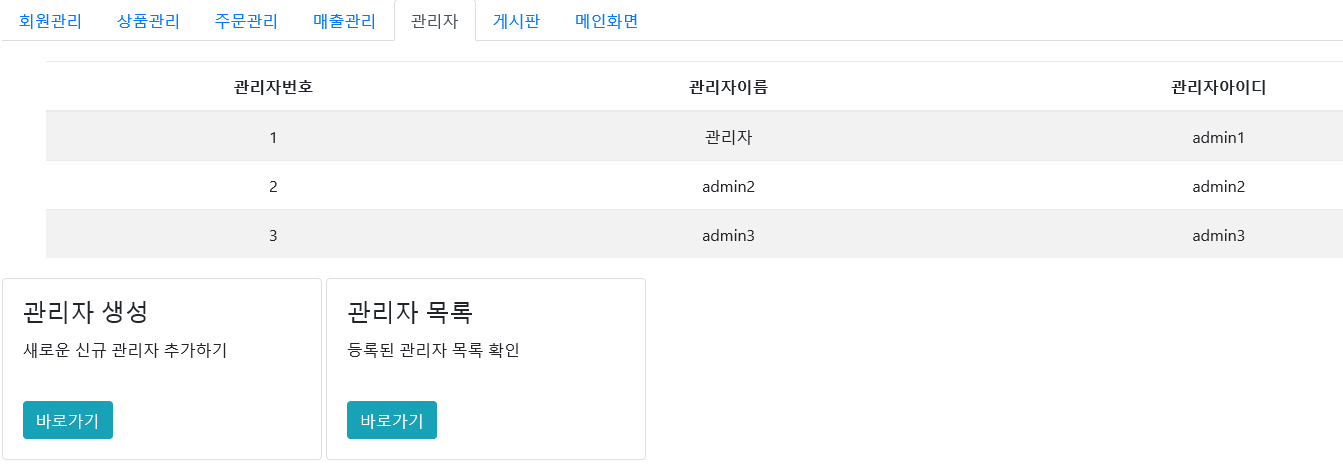 회원관리 상품관리 주문관리 매출관리 관리자 게시판 메인화면
관리자번호 관리자이름 관리자아이디
1 관리자 admin1
2 admin2 admin2
3 admin3 admin3
관리자 생성
새로운 신규 관리자 추가하기
바로가기
관리자 목록
등록된 관리자 목록 확인
바로가기